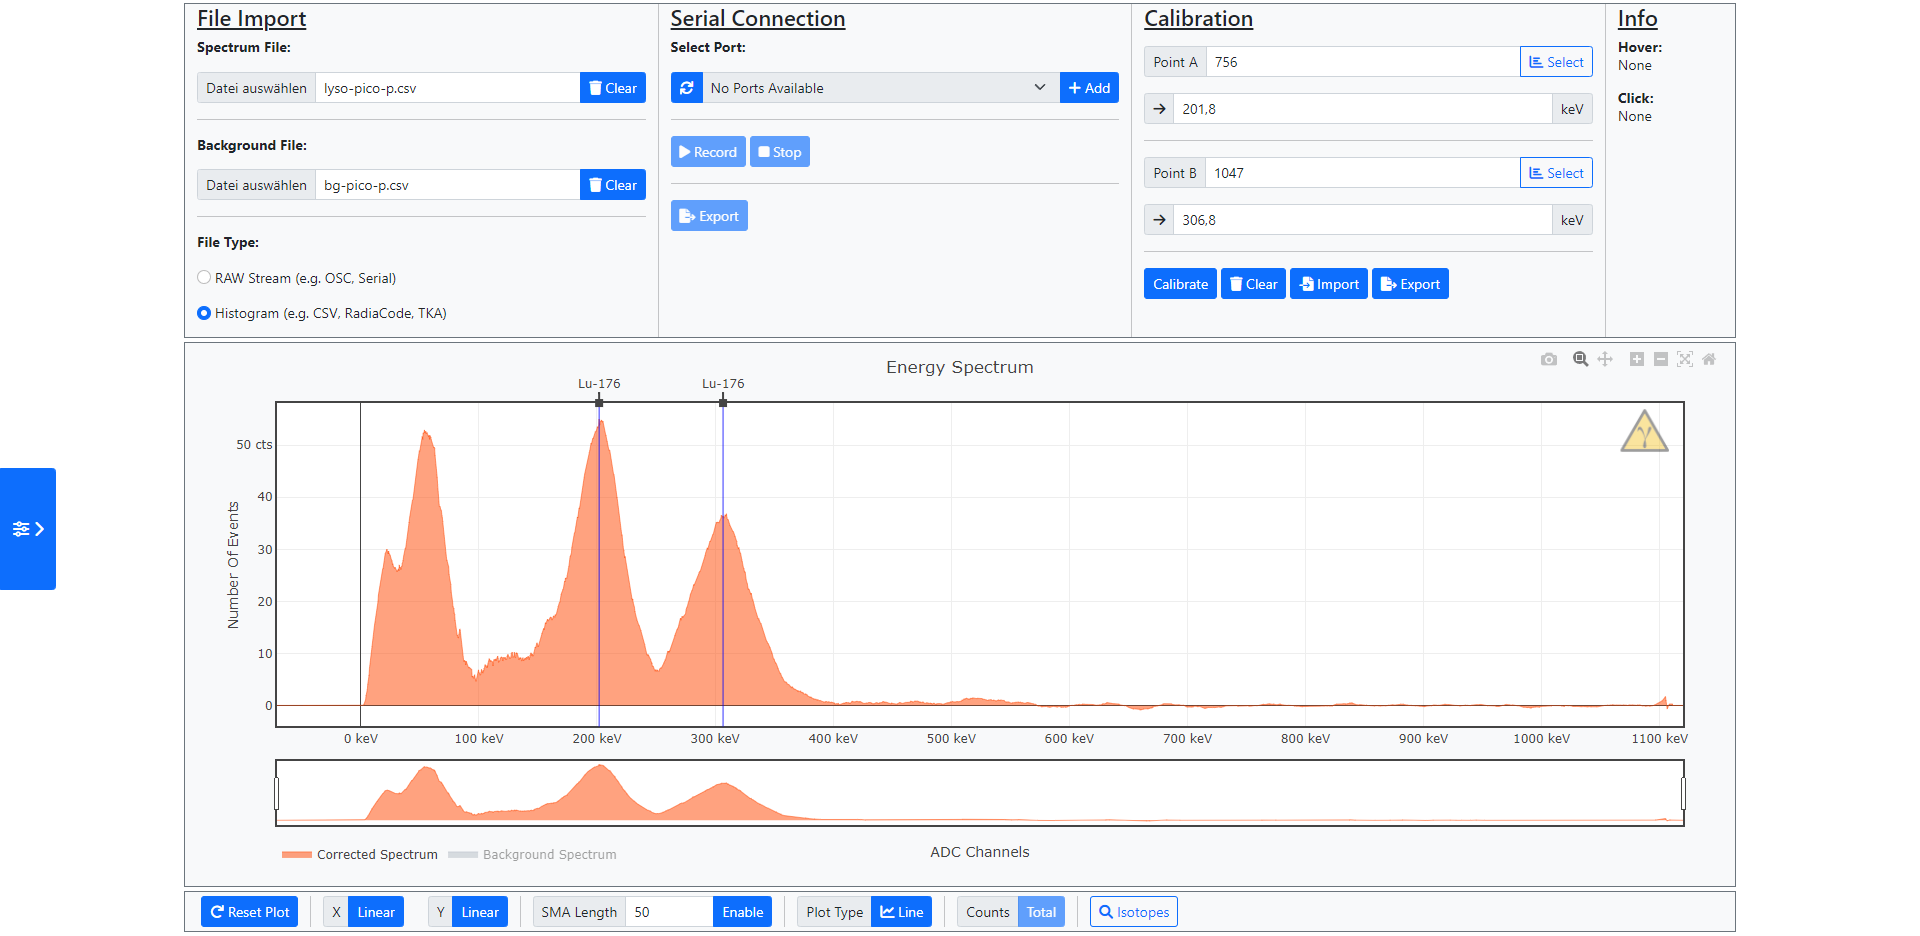 File Import
Spectrum File:
Datei auswählen lyso-pico-p.csv Clear
Background File:
Datei auswählen bg-pico-p.csv Clear
File Type:
RAW Stream (e.g. OSC, Serial)
Histogram (e.g. CSV, RadiaCode, TKA)
Serial Connection
Select Port:
No Ports Available Add
Record Stop
Export
Calibration
Point A 756 Select
201,8 keV
Point B 1047 Select
306,8 keV
Calibrate Clear Import Export
Info
Hover:
None
Click:
None
Energy Spectrum
Lu-176 Lu-176
γ
Number Of Events
50 cts
40
30
20
10
0
0 keV 100 keV 200 keV 300 keV 400 keV 500 keV 600 keV 700 keV 800 keV 900 keV 1000 keV 1100 keV
Corrected Spectrum Background Spectrum
ADC Channels
Reset Plot X Linear Y Linear SMA Length 50 Enable Plot Type Line Counts Total Isotopes